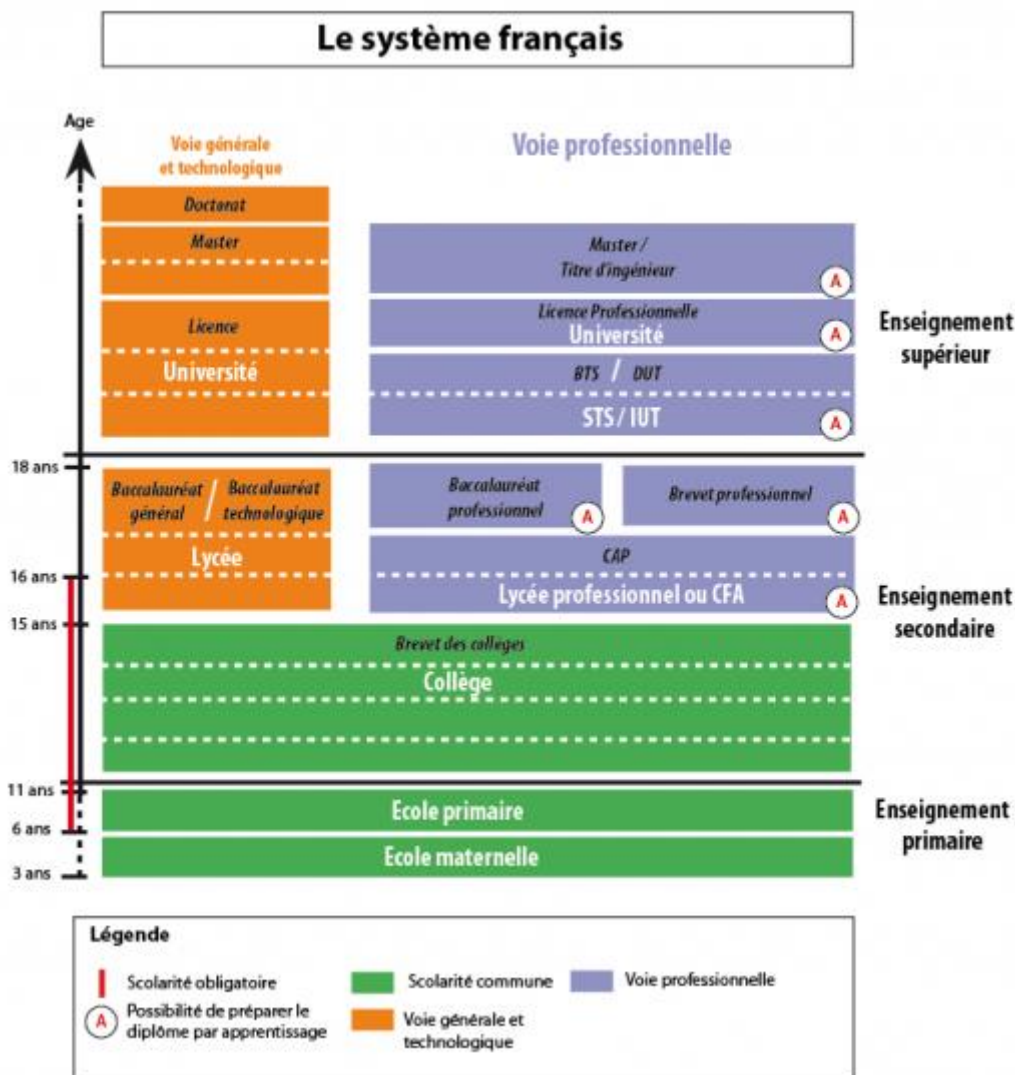 Le système français
Age
Voie générale
et technologique
Voie professionnelle
Doctorat
Master
Licence
Université
Master /
Titre d'ingénieur
A
Licence Professionnelle
Université
A
BTS / DUT
STS / IUT
A
Enseignement
supérieur
18 ans
Baccalauréat
général
/
Baccalauréat
technologique
Lycée
Baccalauréat
professionnel
A
Brevet professionnel
A
CAP
Lycée professionnel ou CFA
A
16 ans
15 ans
Enseignement
secondaire
Brevet des collèges
Collège
11 ans
Ecole primaire
6 ans
Ecole maternelle
3 ans
Enseignement
primaire
Légende
Scolarité obligatoire
A
Possibilité de préparer le
diplôme par apprentissage
Scolarité commune
Voie générale et
technologique
Voie professionnelle